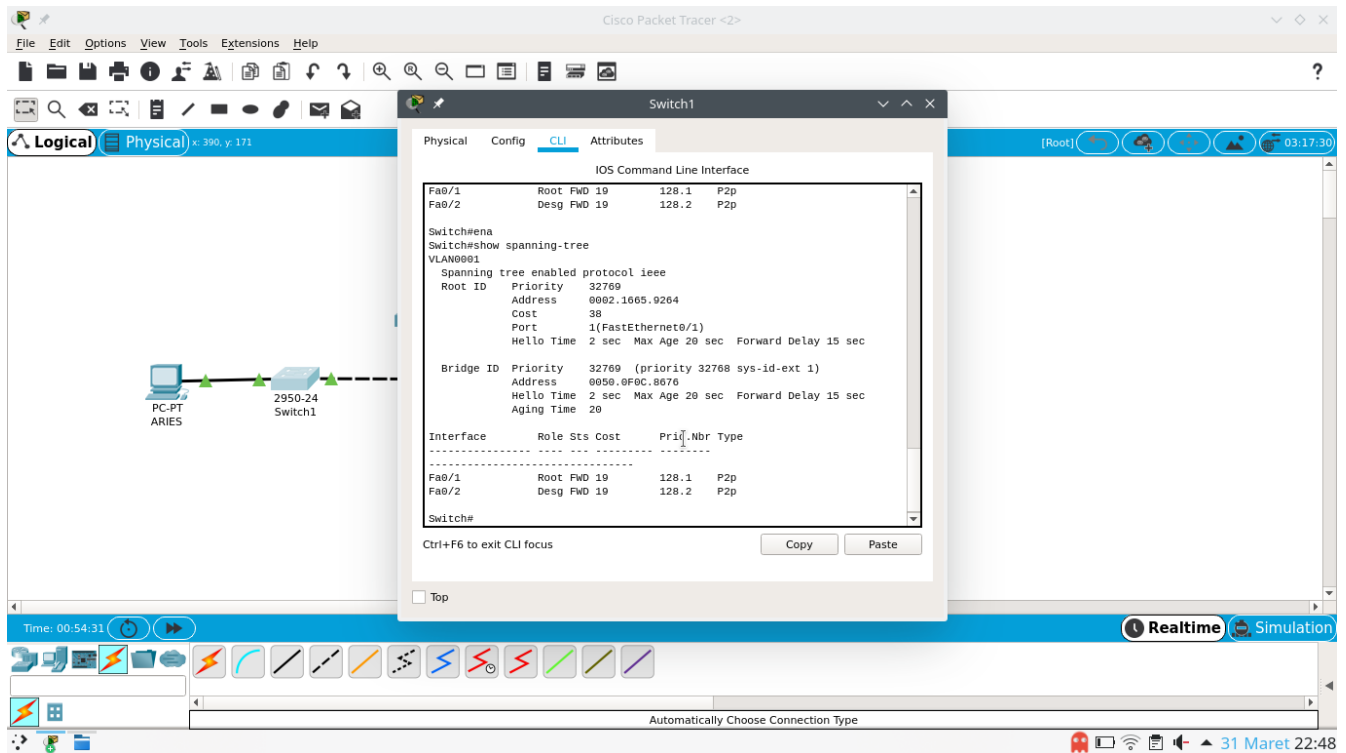 Cisco Packet Tracer <2>
File Edit Options View Tools Extensions Help
Logical Physical x: 390, y: 171
[Root] 03:17:30
Switch1
Physical Config CLI Attributes
IOS Command Line Interface
Fa0/1 Root FWD 19 128.1 P2p
Fa0/2 Desg FWD 19 128.2 P2p
Switch#ena
Switch#show spanning-tree
VLAN0001
Spanning tree enabled protocol ieee
Root ID Priority 32769
Address 0002.1665.9264
Cost 38
Port 1(FastEthernet0/1)
Hello Time 2 sec Max Age 20 sec Forward Delay 15 sec
Bridge ID Priority 32769 (priority 32768 sys-id-ext 1)
Address 0050.0F0C.8676
Hello Time 2 sec Max Age 20 sec Forward Delay 15 sec
Aging Time 20
Interface Role Sts Cost Prio.Nbr Type
---------------- ---- --- --------- --------
--------------------------------
Fa0/1 Root FWD 19 128.1 P2p
Fa0/2 Desg FWD 19 128.2 P2p
Switch#
Ctrl+F6 to exit CLI focus
Copy Paste
Top
PC-PT
ARIES
2950-24
Switch1
Time: 00:54:31
Realtime Simulation
Automatically Choose Connection Type
31 Maret 22:48